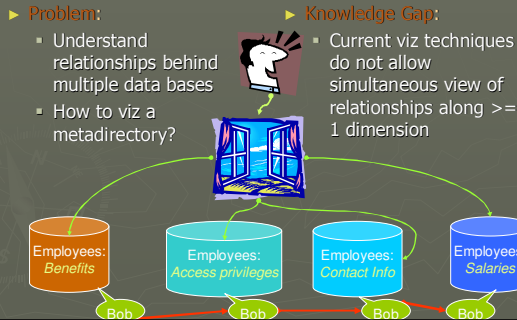 ► Problem:
▪ Understand
relationships behind
multiple data bases
▪ How to viz a
metadirectory?
► Knowledge Gap:
▪ Current viz techniques
do not allow
simultaneous view of
relationships along >=
1 dimension
Employees:
Benefits
Employees:
Access privileges
Employees:
Contact Info
Salaries
Bob
Bob
Bob
Bob